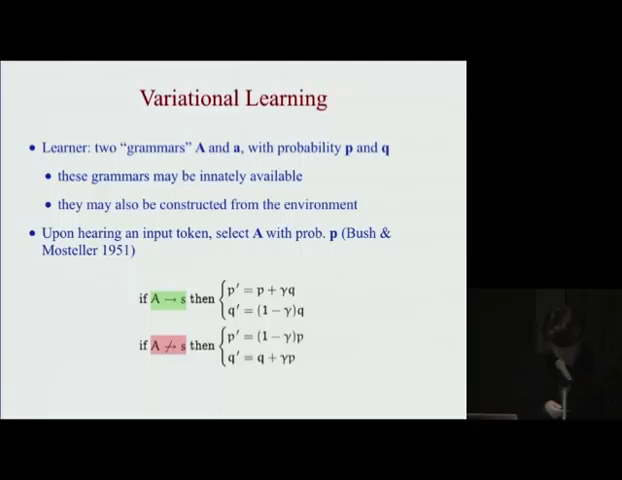 Variational Learning
• Learner: two “grammars” A and a, with probability p and q
• these grammars may be innately available
• they may also be constructed from the environment
• Upon hearing an input token, select A with prob. p (Bush &
Mosteller 1951)
if A → s then { p′ = p + γq
q′ = (1 − γ)q
if A ↛ s then { p′ = (1 − γ)p
q′ = q + γp